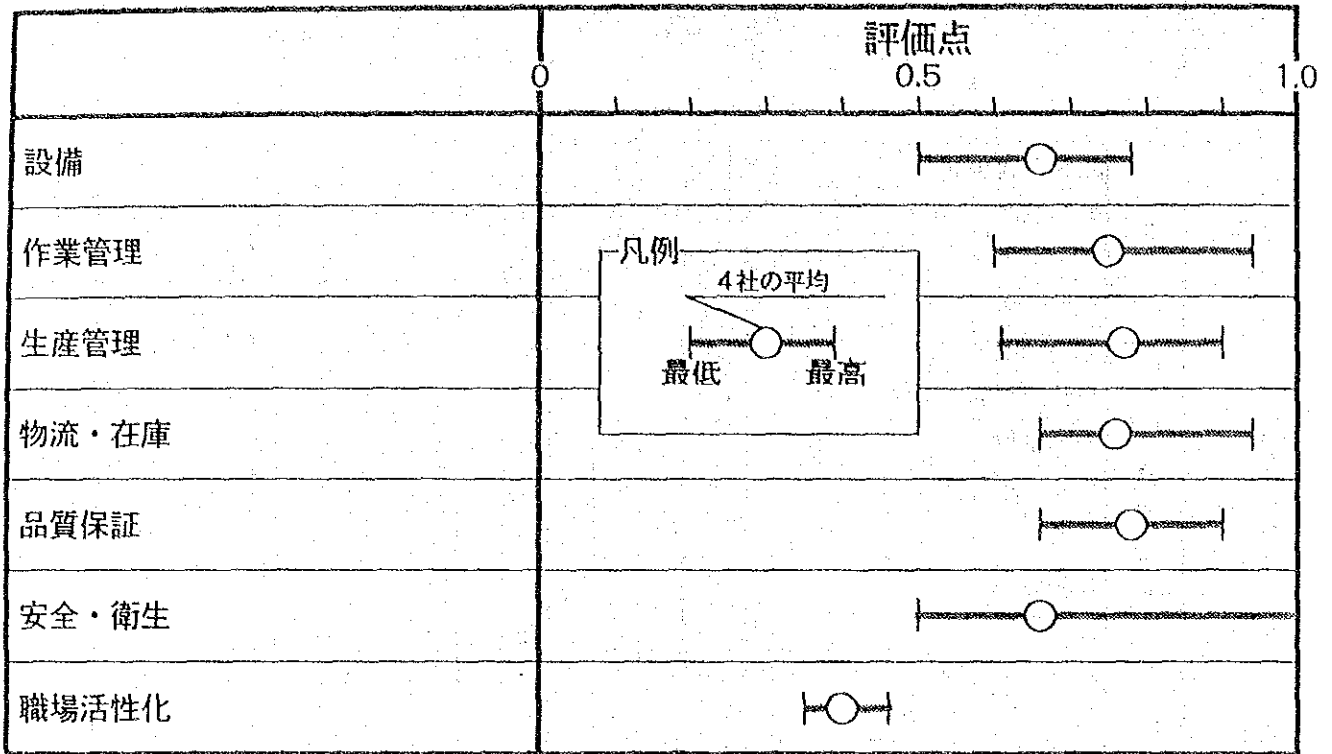 評価点
0 0.5 1.0
設備
作業管理
凡例
4社の平均
生産管理
最低 最高
物流・在庫
品質保証
安全・衛生
職場活性化